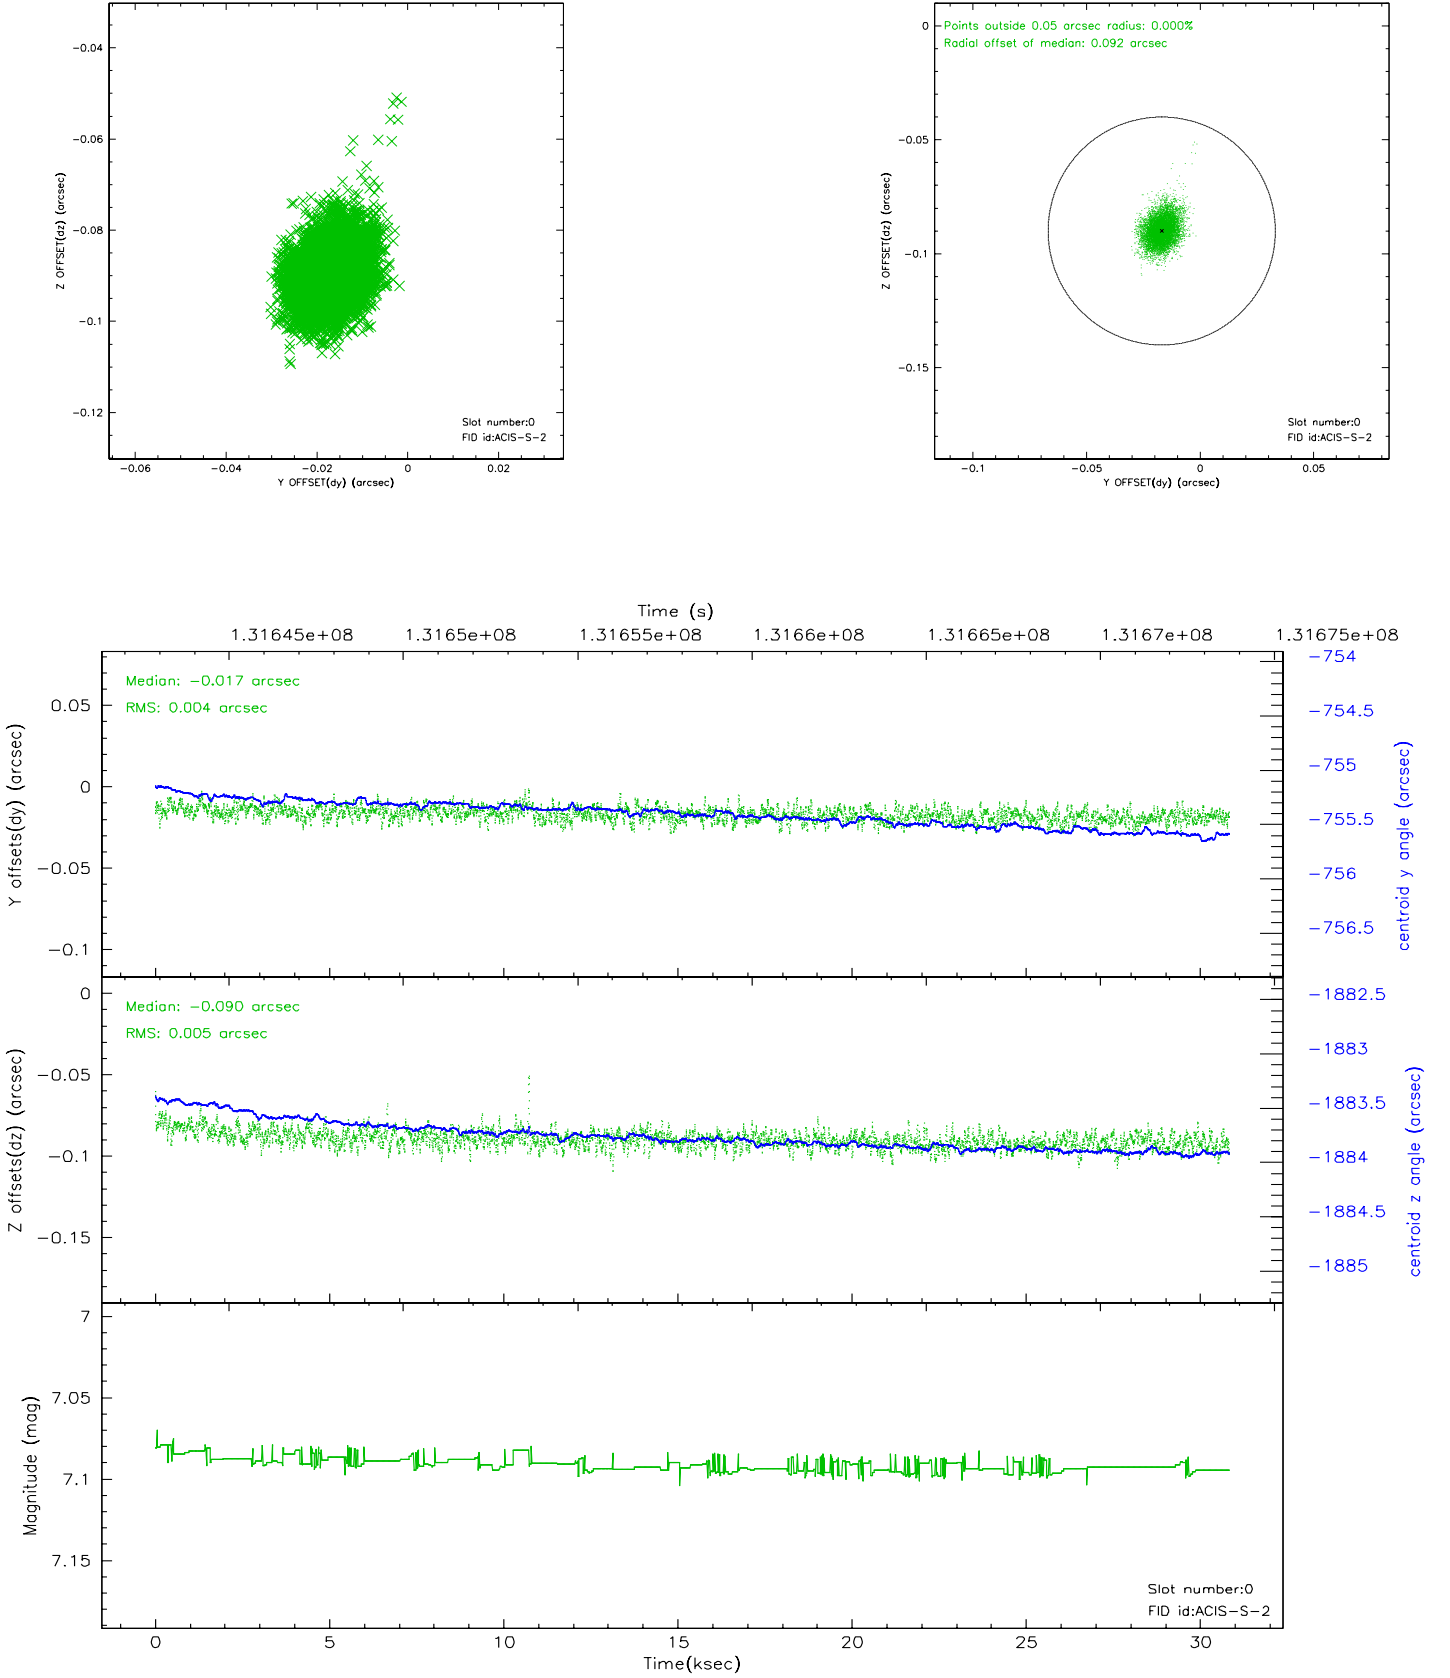 −0.04
−0.06
−0.08
−0.1
−0.12
Z OFFSET(dz) (arcsec)
Slot number:0
FID id:ACIS−S−2
−0.06 −0.04 −0.02 0 0.02
Y OFFSET(dy) (arcsec)
Points outside 0.05 arcsec radius: 0.000%
Radial offset of median: 0.092 arcsec
0
−0.05
−0.1
−0.15
Z OFFSET(dz) (arcsec)
Slot number:0
FID id:ACIS−S−2
−0.1 −0.05 0 0.05
Y OFFSET(dy) (arcsec)
Time (s)
1.31645e+08 1.3165e+08 1.31655e+08 1.3166e+08 1.31665e+08 1.3167e+08 1.31675e+08
Median: −0.017 arcsec
RMS: 0.004 arcsec
0.05
0
−0.05
−0.1
Y offsets(dy) (arcsec)
−754
−754.5
−755
−755.5
−756
−756.5
centroid y angle (arcsec)
Median: −0.090 arcsec
RMS: 0.005 arcsec
0
−0.05
−0.1
−0.15
Z offsets(dz) (arcsec)
−1882.5
−1883
−1883.5
−1884
−1884.5
−1885
centroid z angle (arcsec)
7
7.05
7.1
7.15
Magnitude (mag)
Slot number:0
FID id:ACIS−S−2
0 5 10 15 20 25 30
Time(ksec)